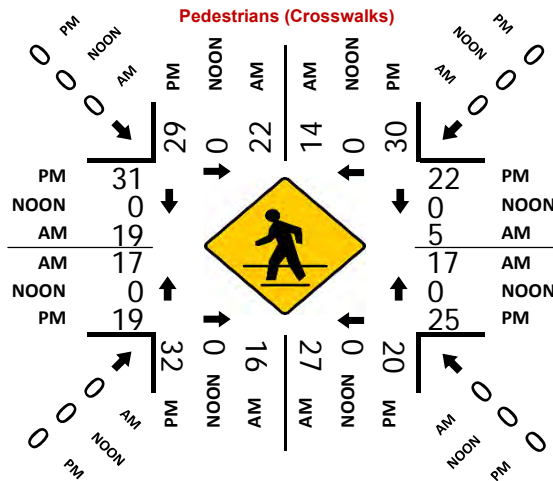 Pedestrians (Crosswalks)
0 PM
0 NOON
0 AM
PM NOON AM AM NOON PM
29 0 22 14 0 30
PM 0
NOON 0
AM 0
PM 31 22 PM
NOON 0 0 NOON
AM 19 5 AM
AM 17 17 AM
NOON 0 0 NOON
PM 19 25 PM
32 0 16 27 0 20
PM NOON AM AM NOON PM
0 AM
0 NOON
0 PM
AM 0
NOON 0
PM 0